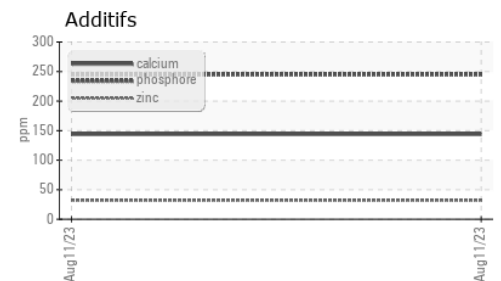 Additifs
300
250
200
150
100
50
0
ppm
calcium
phosphore
zinc
Aug11/23
Aug11/23